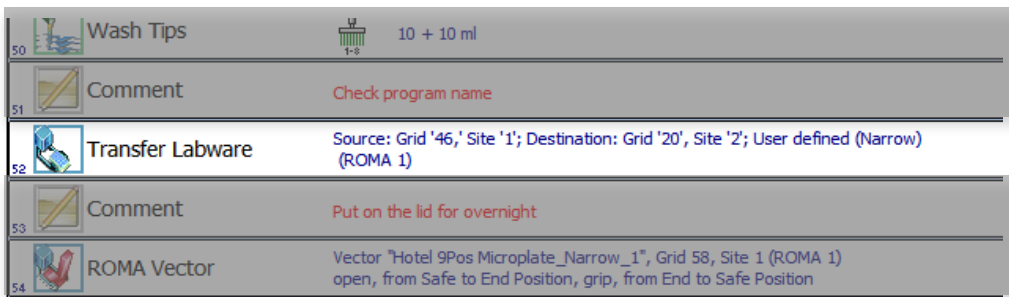 50 Wash Tips 1-8 10 + 10 ml
51 Comment Check program name
52 Transfer Labware Source: Grid '46,' Site '1'; Destination: Grid '20', Site '2'; User defined (Narrow)
(ROMA 1)
53 Comment Put on the lid for overnight
54 ROMA Vector Vector "Hotel 9Pos Microplate_Narrow_1", Grid 58, Site 1 (ROMA 1)
open, from Safe to End Position, grip, from End to Safe Position